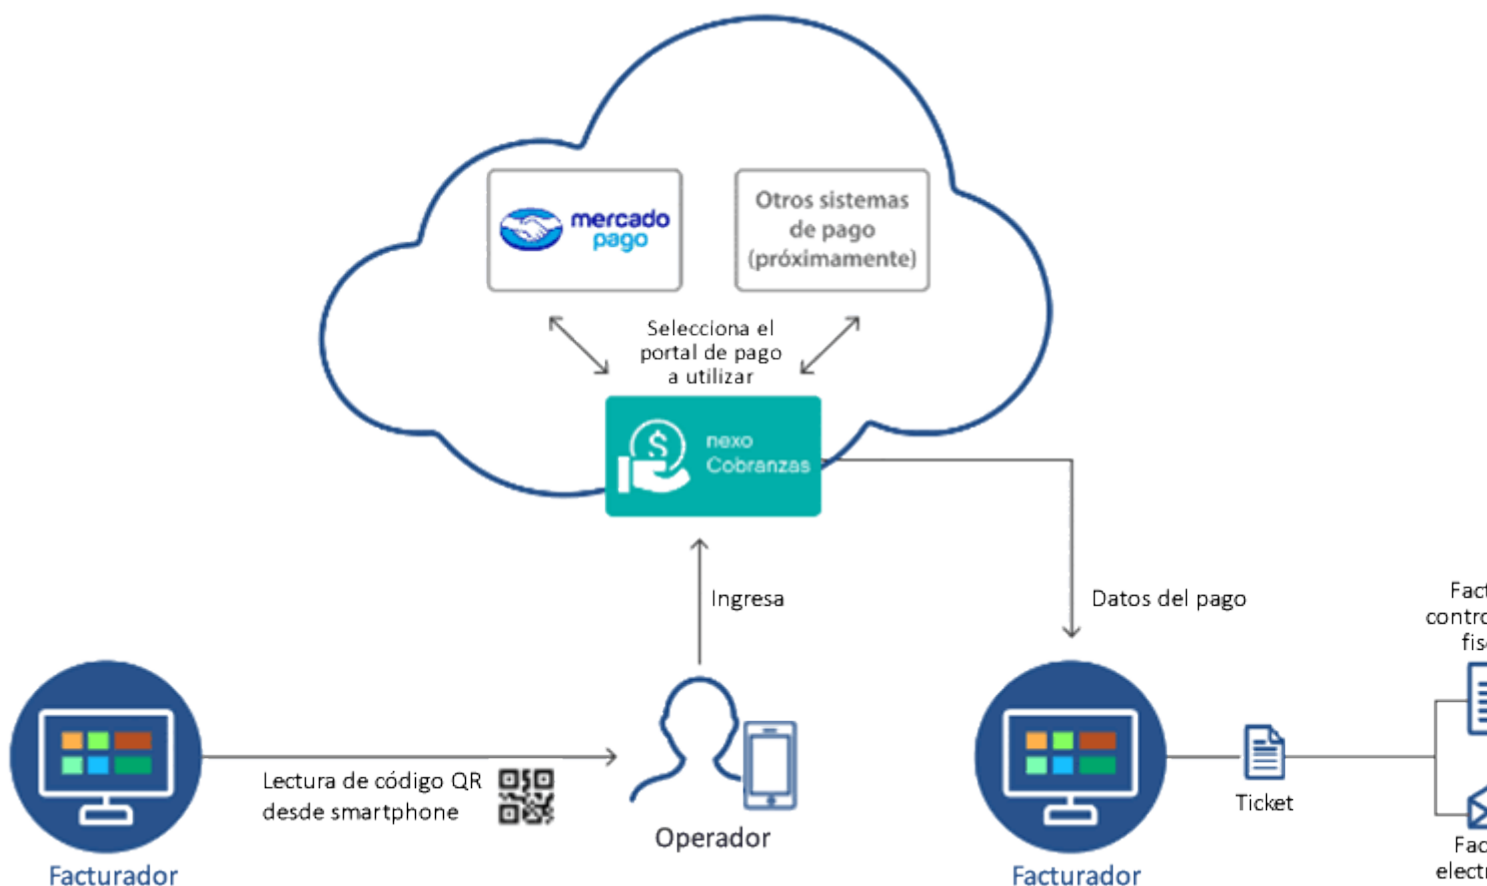 mercado
pago
Otros sistemas
de pago
(próximamente)
Selecciona el
portal de pago
a utilizar
nexo
Cobranzas
Ingresa
Datos del pago
Lectura de código QR
desde smartphone
Operador
Facturador
Facturador
Ticket